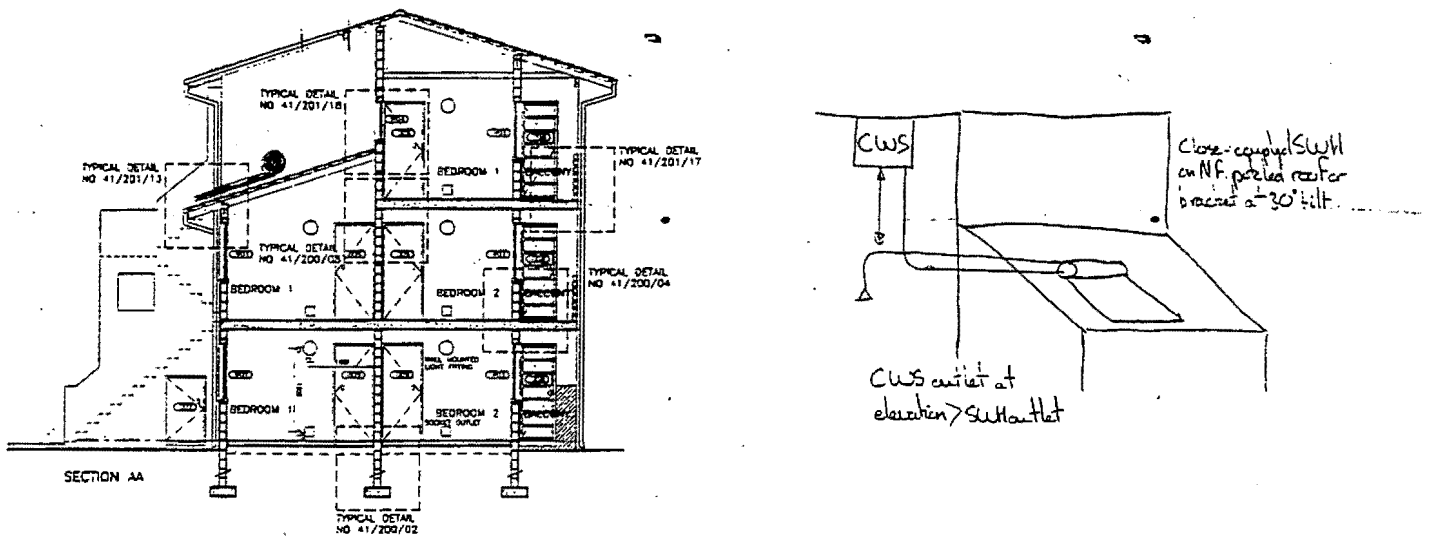 TYPICAL DETAIL
NO 41/201/18
TYPICAL DETAIL
NO 41/201/17
TYPICAL DETAIL
NO 41/201/13
BEDROOM 1
BALCONY
TYPICAL DETAIL
NO 41/200/03
TYPICAL DETAIL
NO 41/200/04
BEDROOM 1
BEDROOM 2
BALCONY
WALL MOUNTED
LIGHT FITTING
BEDROOM 1
BEDROOM 2
BALCONY
SOCKET OUTLET
SECTION AA
TYPICAL DETAIL
NO 41/200/02
CWS
Close-coupled SWH
on N.F. roof or
bracket at 30° tilt.
CWS outlet at
elevation > SWH outlet